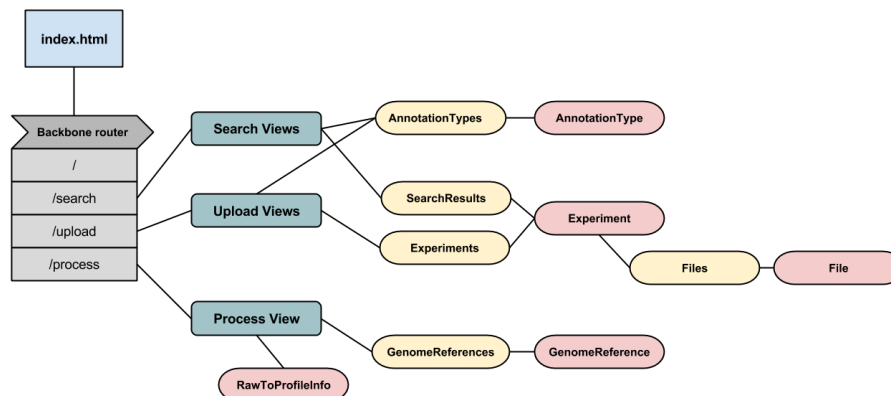 index.html
Backbone router
/
/search
/upload
/process
Search Views
Upload Views
Process View
RawToProfileInfo
AnnotationTypes
SearchResults
Experiments
GenomeReferences
AnnotationType
Experiment
Files
File
GenomeReference